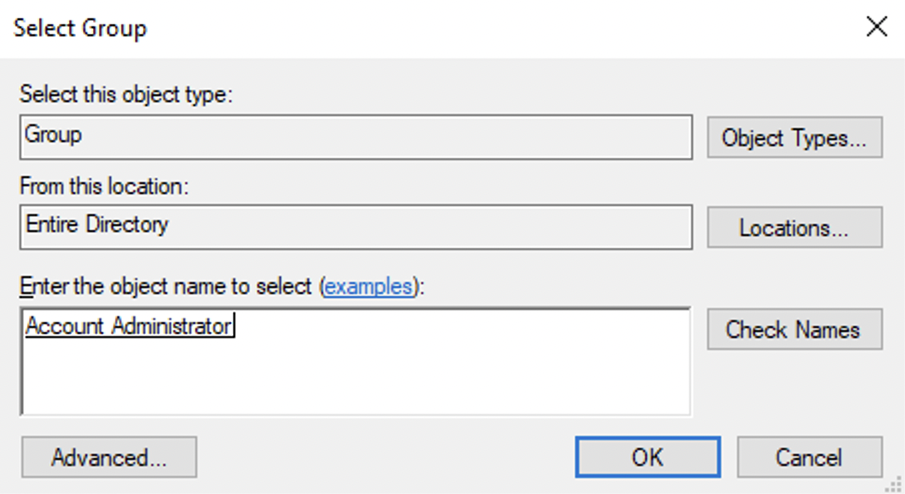 Select Group
Select this object type:
Group
Object Types...
From this location:
Entire Directory
Locations...
Enter the object name to select (examples):
Account Administrator
Check Names
Advanced...
OK
Cancel